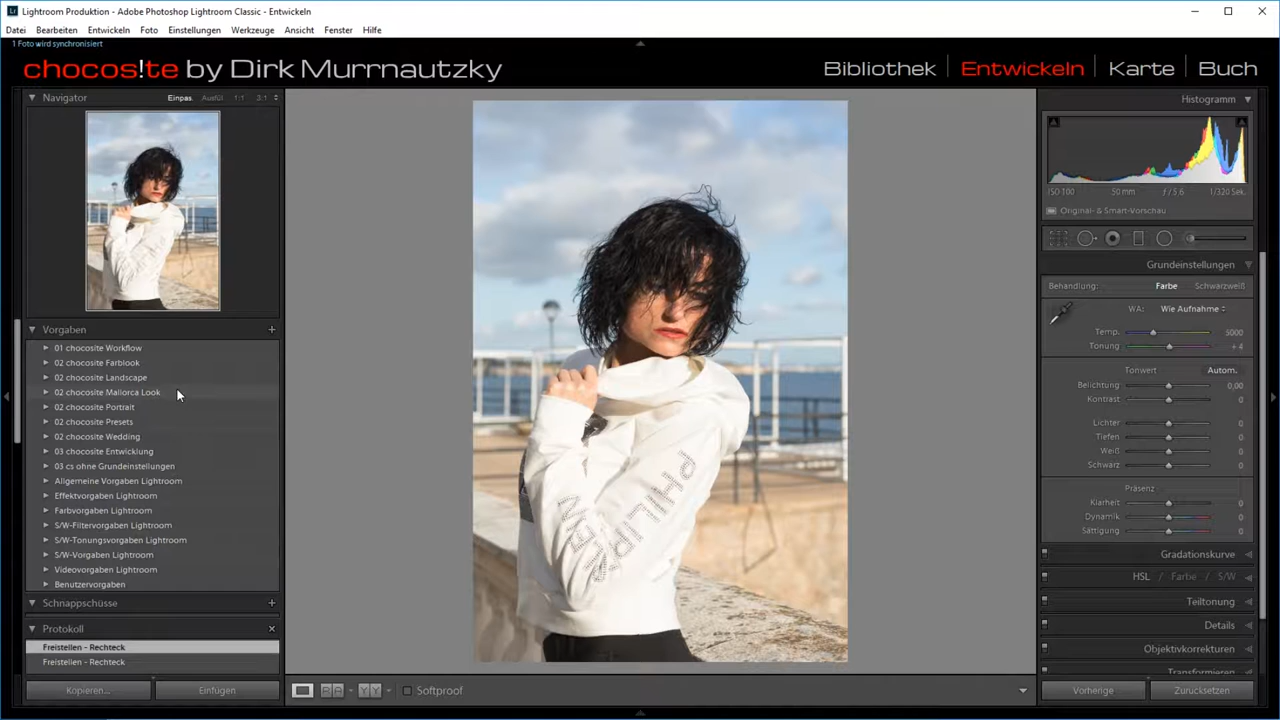 Lightroom Produktion - Adobe Photoshop Lightroom Classic - Entwickeln
Datei Bearbeiten Entwickeln Foto Einstellungen Werkzeuge Ansicht Fenster Hilfe
1 Foto wird synchronisiert
chocos!te by Dirk Murrnautzky
Bibliothek Entwickeln Karte Buch
Navigator Einpas. Ausfül. 1:1 3:1
Vorgaben +
01 chocosite Workflow
02 chocosite Farblook
02 chocosite Landscape
02 chocosite Mallorca Look
02 chocosite Portrait
02 chocosite Presets
02 chocosite Wedding
03 chocosite Entwicklung
03 cs ohne Grundeinstellungen
Allgemeine Vorgaben Lightroom
Effektvorgaben Lightroom
Farbvorgaben Lightroom
S/W-Filtervorgaben Lightroom
S/W-Tonungsvorgaben Lightroom
S/W-Vorgaben Lightroom
Videovorgaben Lightroom
Benutzervorgaben
Schnappschüsse +
Protokoll
Freistellen - Rechteck
Freistellen - Rechteck
Kopieren... Einfügen
PHILIPP
Softproof
Histogramm
ISO 100 50 mm ƒ / 5,6 1/320 Sek.
Original- & Smart-Vorschau
Grundeinstellungen
Behandlung: Farbe Schwarzweiß
WA: Wie Aufnahme
Temp. 5000
Tonung + 4
Tonwert Autom.
Belichtung 0,00
Kontrast 0
Lichter 0
Tiefen 0
Weiß 0
Schwarz 0
Präsenz
Klarheit 0
Dynamik 0
Sättigung 0
Gradationskurve
HSL / Farbe / S/W
Teiltonung
Details
Objektivkorrekturen
Transformieren
Vorherige Zurücksetzen